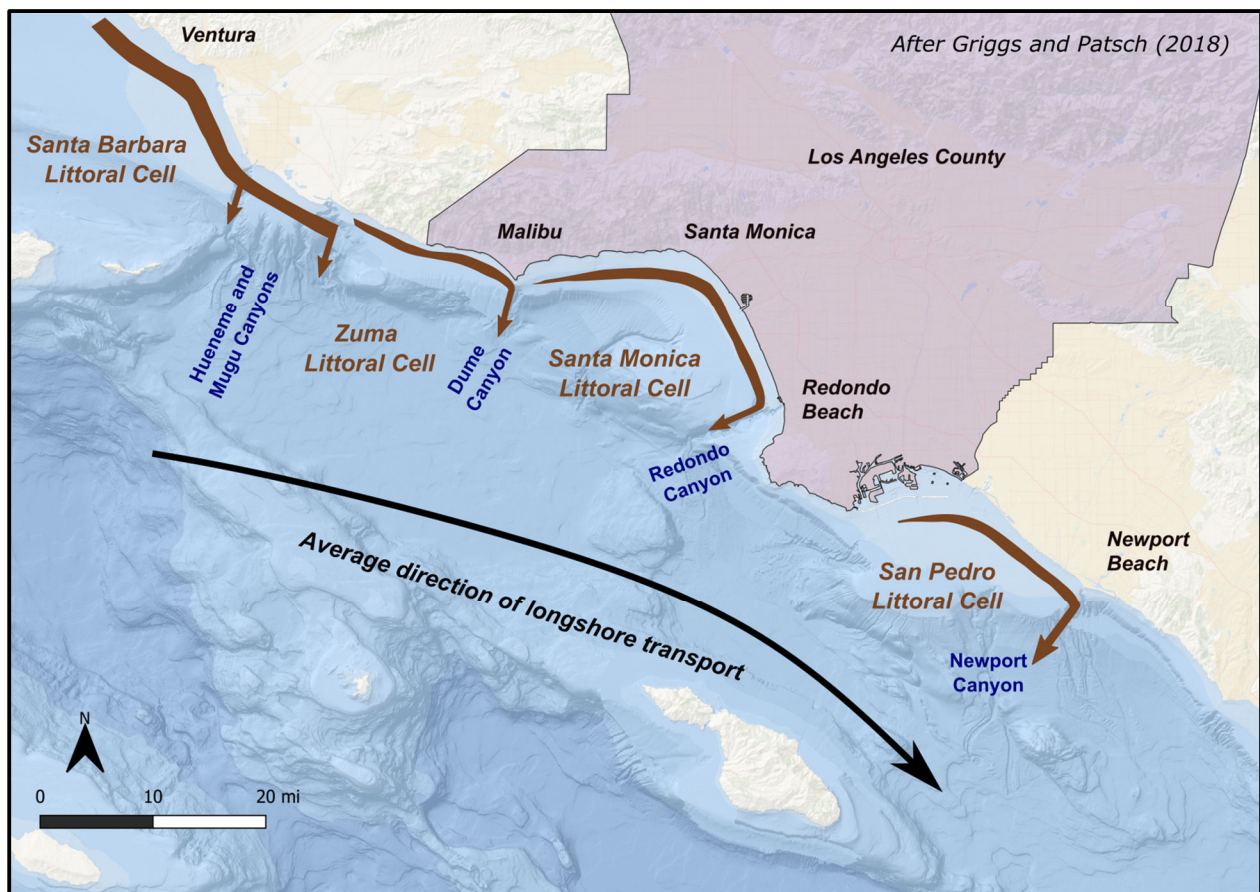 Ventura
After Griggs and Patsch (2018)
Santa Barbara
Littoral Cell
Los Angeles County
Malibu
Santa Monica
Hueneme and
Mugu Canyons
Zuma
Littoral Cell
Dume
Canyon
Santa Monica
Littoral Cell
Redondo
Beach
Redondo
Canyon
Average direction of longshore transport
Newport
Beach
San Pedro
Littoral Cell
Newport
Canyon
N
0 10 20 mi